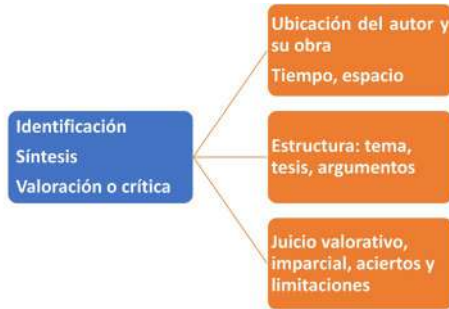 Ubicación del autor y
su obra
Tiempo, espacio
Identificación
Síntesis
Valoración o crítica
Estructura: tema,
tesis, argumentos
Juicio valorativo,
imparcial, aciertos y
limitaciones